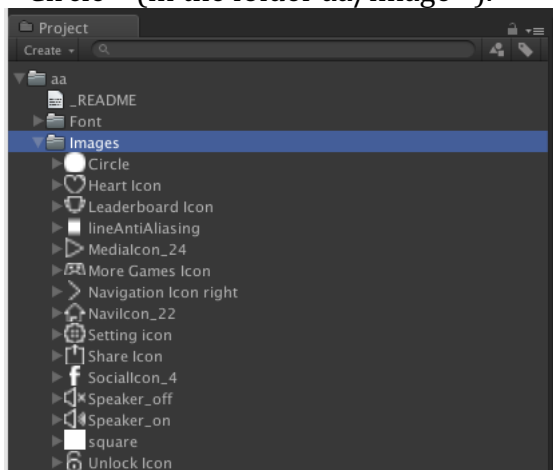 Circle " (in the folder aa/Image ").
Project
Create
aa
_README
Font
Images
Circle
Heart Icon
Leaderboard Icon
lineAntiAliasing
MediaIcon_24
More Games Icon
Navigation Icon right
NaviIcon_22
Setting icon
Share Icon
SocialIcon_4
Speaker_off
Speaker_on
square
Unlock Icon